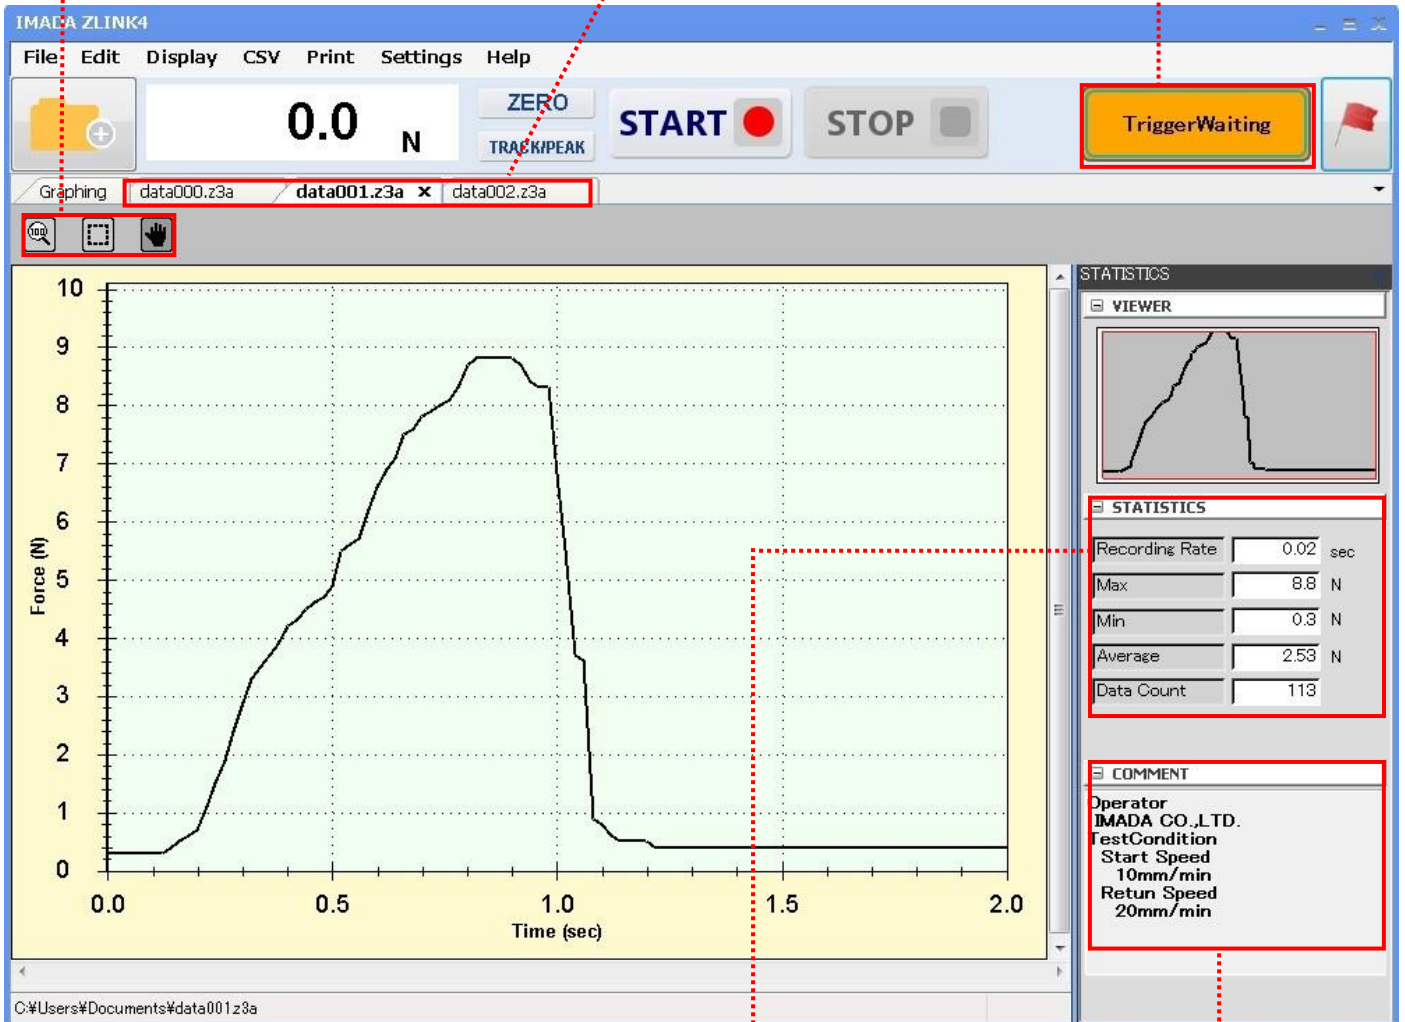 IMADA ZLINK4
File Edit Display CSV Print Settings Help
0.0 N
ZERO
TRACK/PEAK
START
STOP
TriggerWaiting
Graphing data000.z3a data001.z3a × data002.z3a
100
STATISTICS
VIEWER
10
9
8
7
6
5
4
3
2
1
0
Force (N)
0.0 0.5 1.0 1.5 2.0
Time (sec)
STATISTICS
Recording Rate 0.02 sec
Max 8.8 N
Min 0.3 N
Average 2.53 N
Data Count 113
COMMENT
Operator
IMADA CO.,LTD.
TestCondition
Start Speed
10mm/min
Retun Speed
20mm/min
C:¥Users¥Documents¥data001z3a